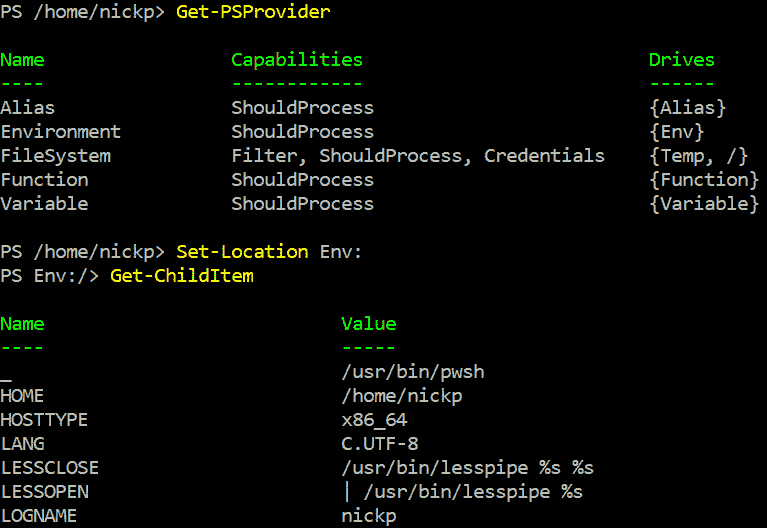 PS /home/nickp> Get-PSProvider
Name Capabilities Drives
---- ------------ ------
Alias ShouldProcess {Alias}
Environment ShouldProcess {Env}
FileSystem Filter, ShouldProcess, Credentials {Temp, /}
Function ShouldProcess {Function}
Variable ShouldProcess {Variable}
PS /home/nickp> Set-Location Env:
PS Env:/> Get-ChildItem
Name Value
---- -----
_ /usr/bin/pwsh
HOME /home/nickp
HOSTTYPE x86_64
LANG C.UTF-8
LESSCLOSE /usr/bin/lesspipe %s %s
LESSOPEN | /usr/bin/lesspipe %s
LOGNAME nickp